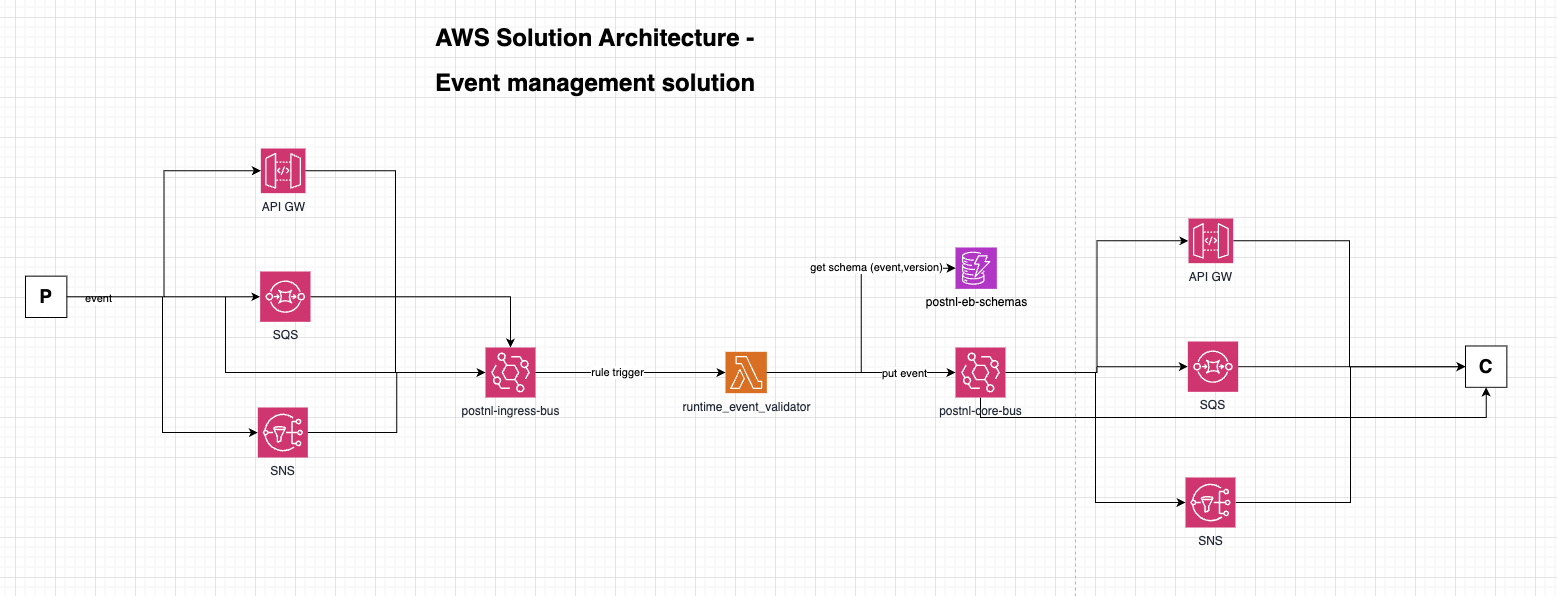 AWS Solution Architecture -
Event management solution
API GW
P
event
SQS
SNS
postnl-ingress-bus
rule trigger
runtime_event_validator
get schema (event,version)
postnl-eb-schemas
put event
postnl-core-bus
API GW
SQS
SNS
C